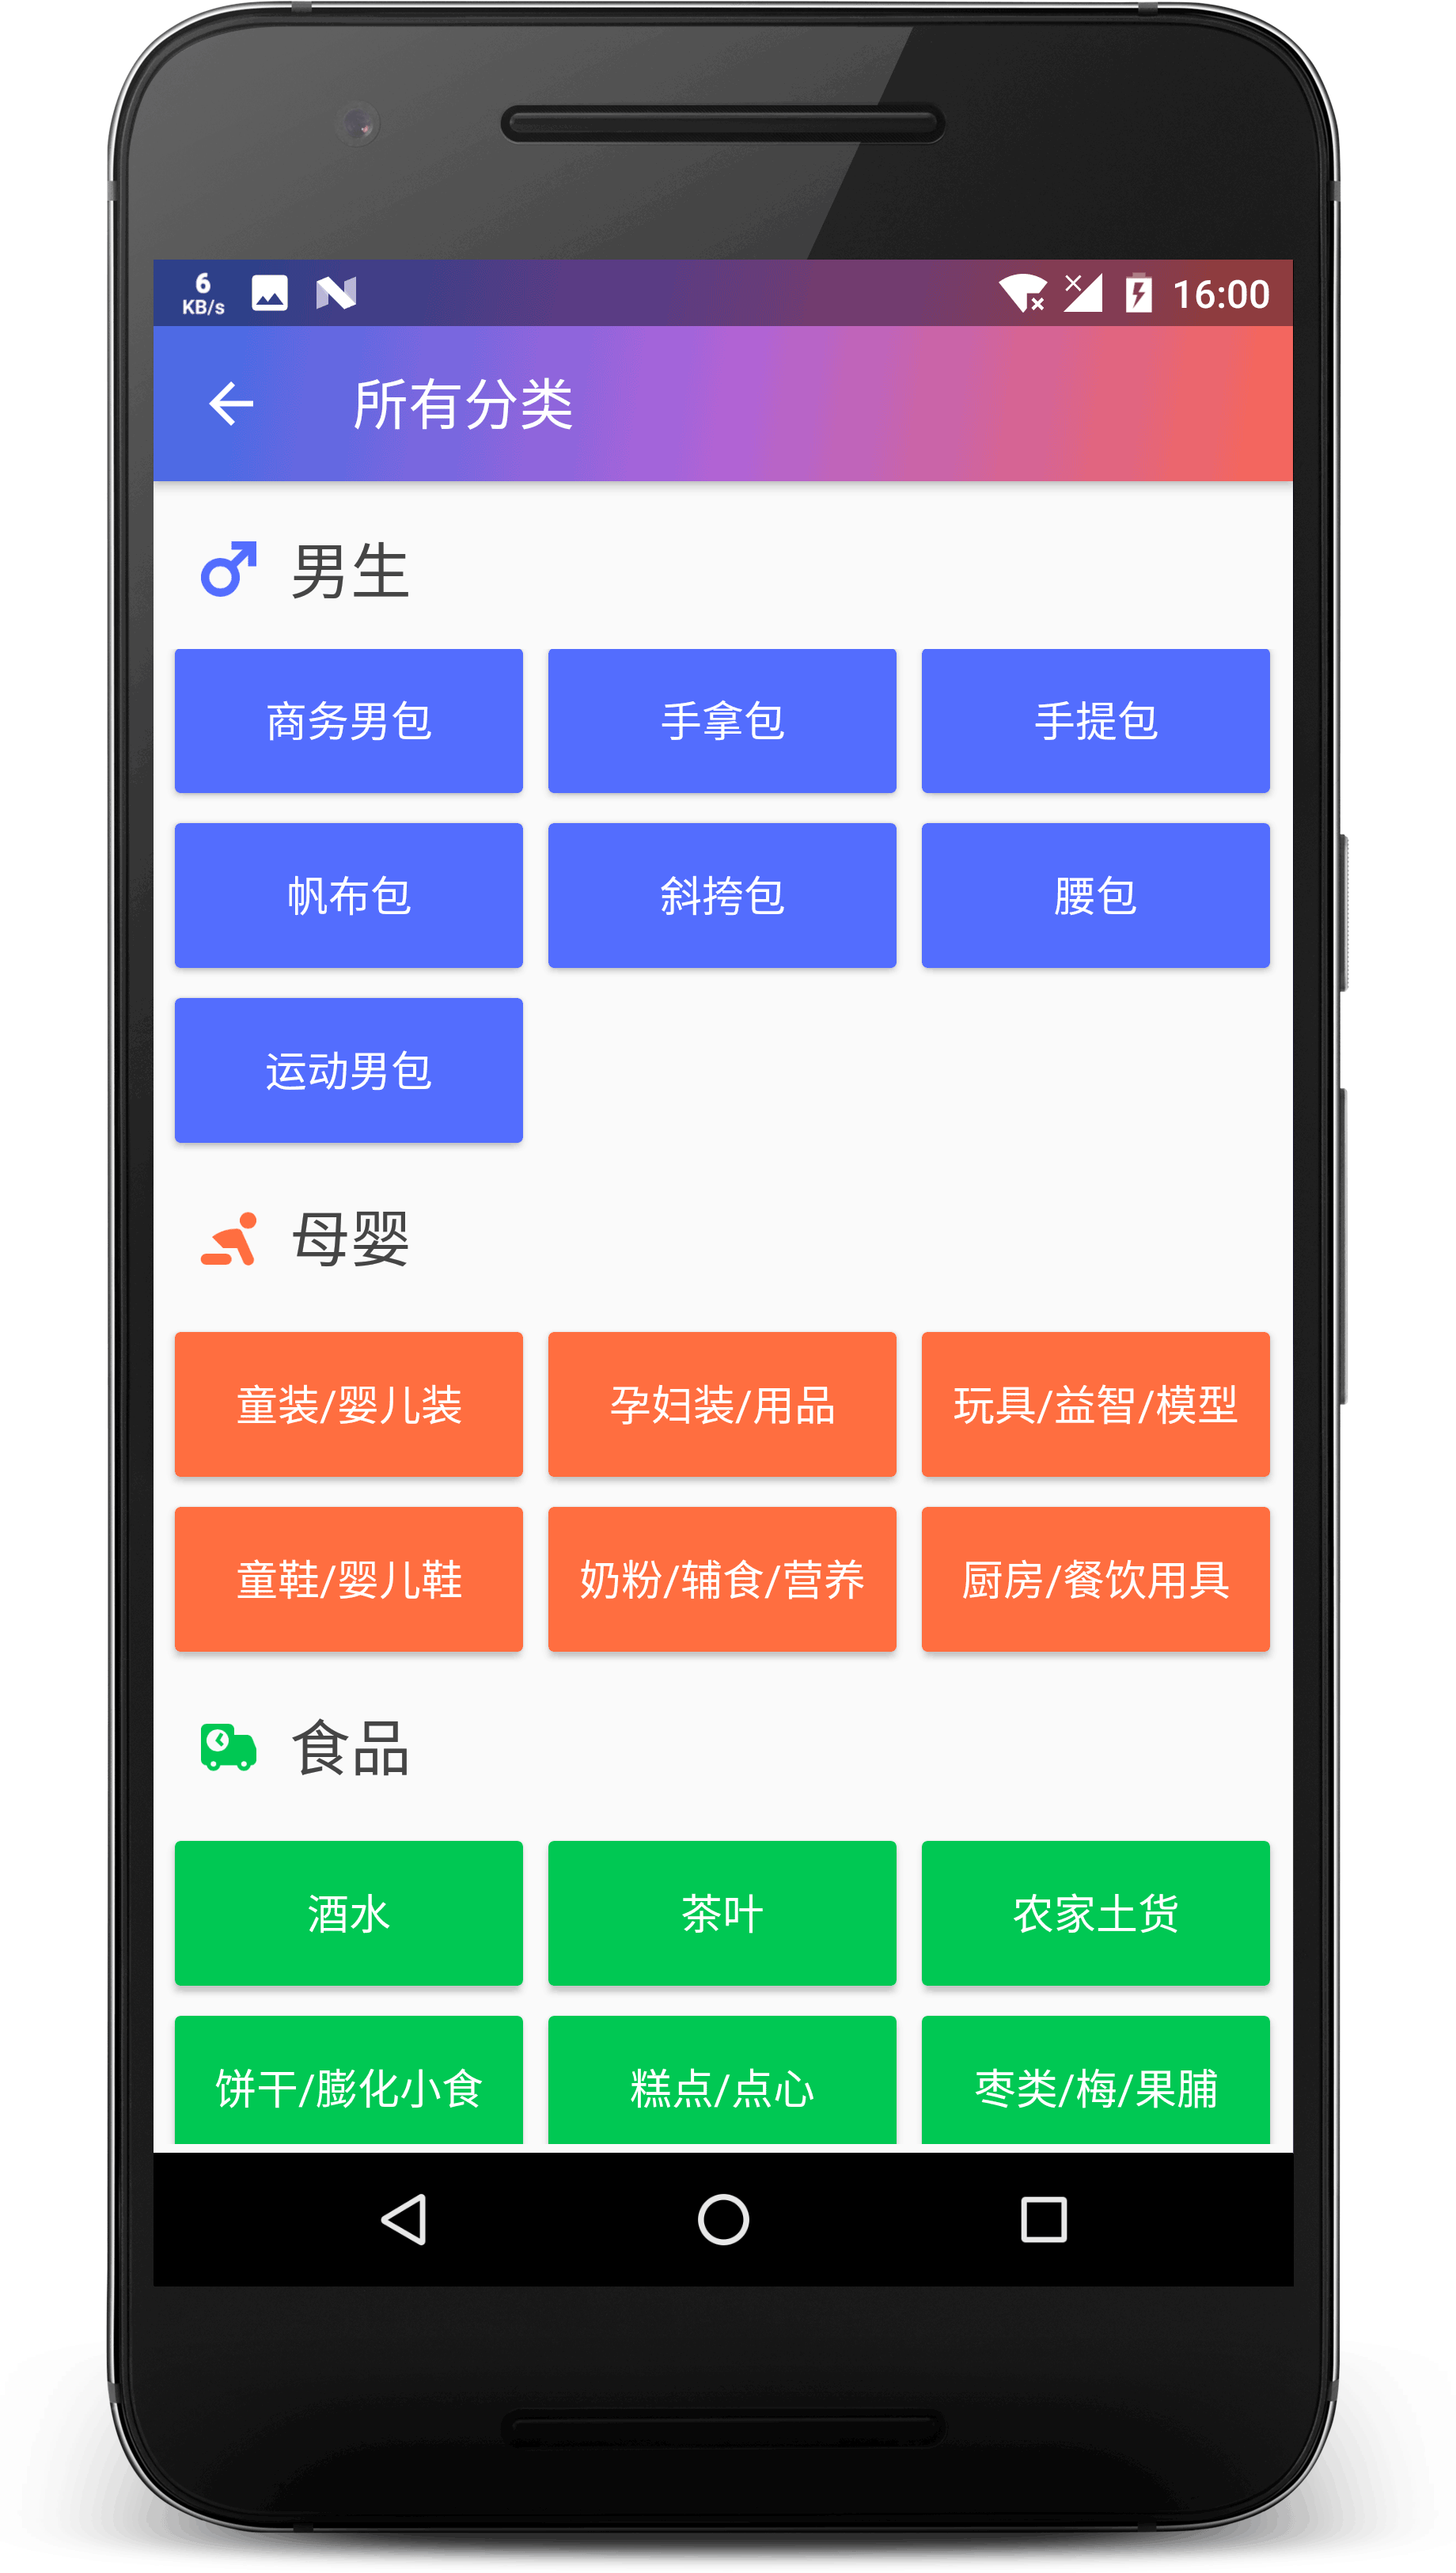 6
KB/s
16:00
所有分类
男生
商务男包 手拿包 手提包
帆布包 斜挎包 腰包
运动男包
母婴
童装/婴儿装 孕妇装/用品 玩具/益智/模型
童鞋/婴儿鞋 奶粉/辅食/营养 厨房/餐饮用具
食品
酒水 茶叶 农家土货
饼干/膨化小食 糕点/点心 枣类/梅/果脯